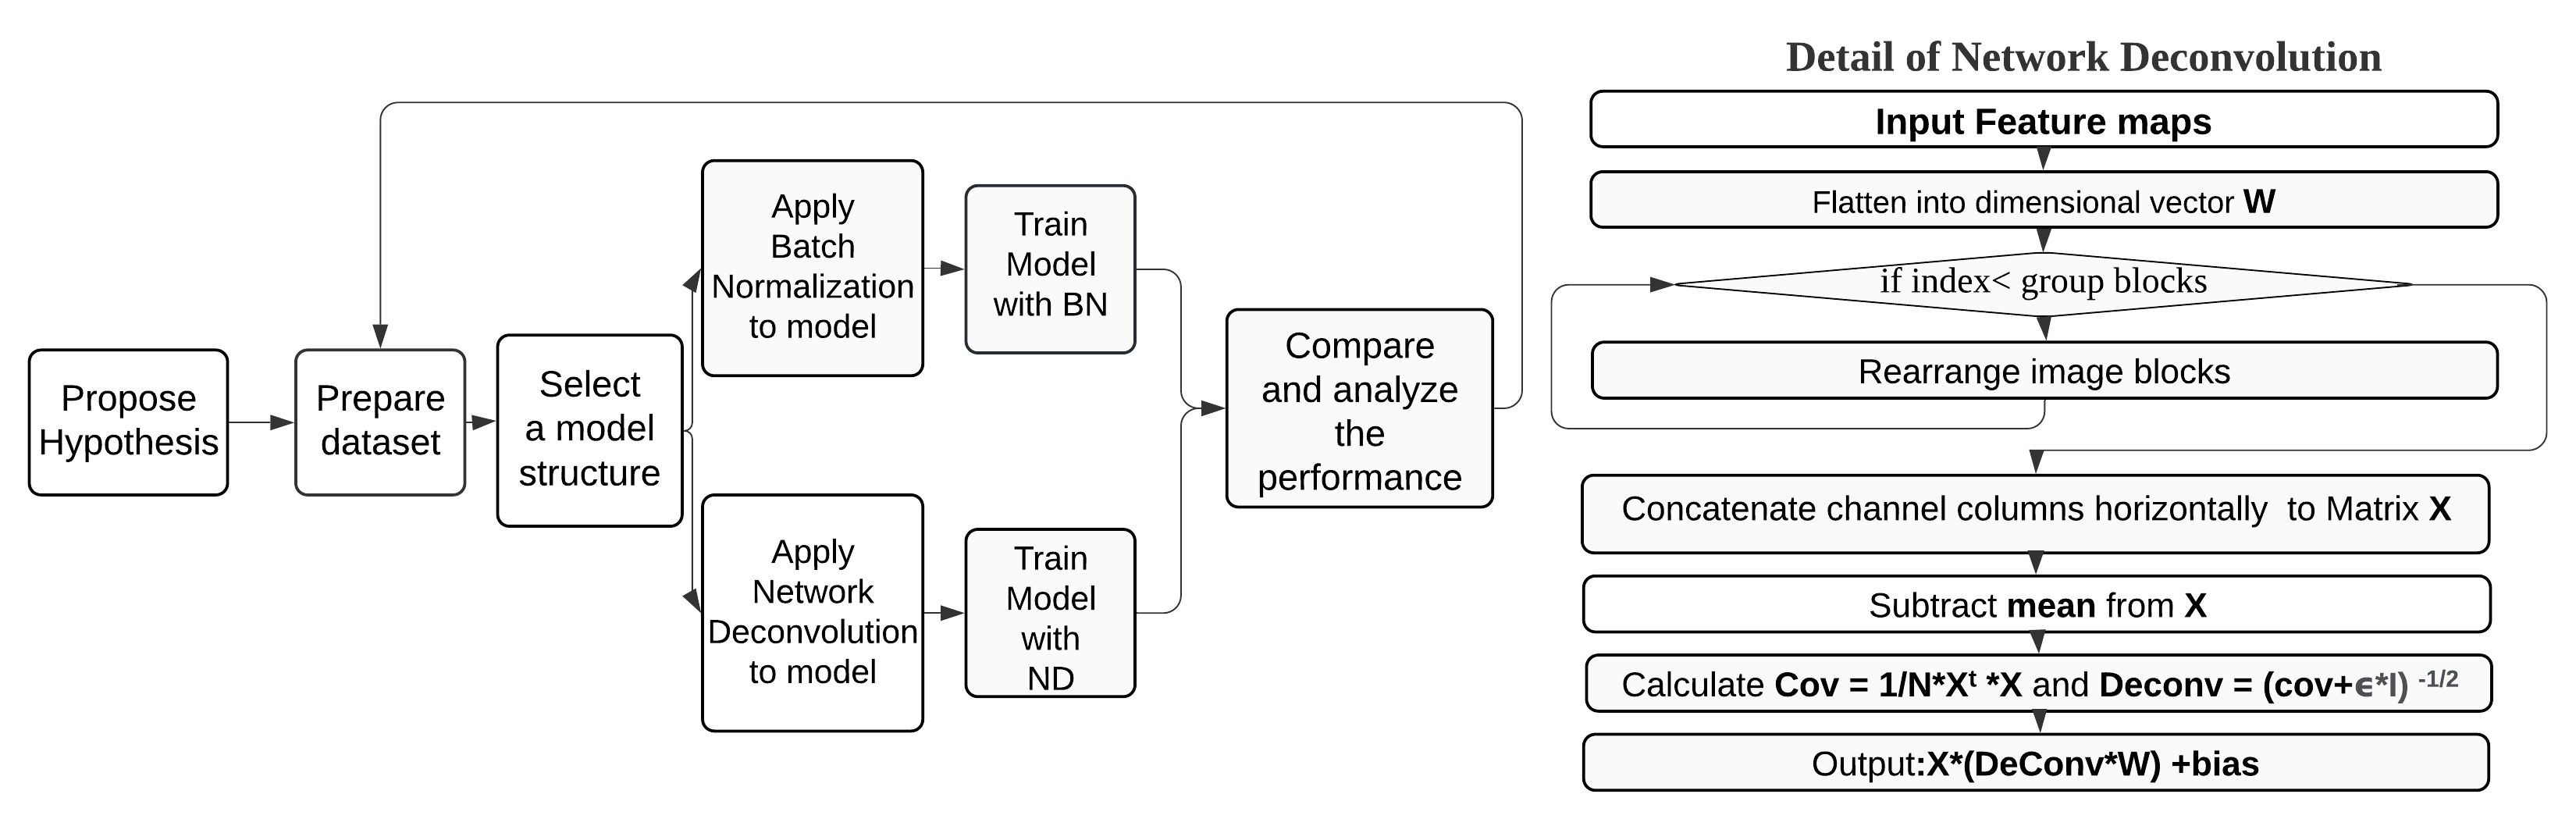 Propose
Hypothesis
Prepare
dataset
Select
a model
structure
Apply
Batch
Normalization
to model
Train
Model
with BN
Apply
Network
Deconvolution
to model
Train
Model
with
ND
Compare
and analyze
the
performance
Detail of Network Deconvolution
Input Feature maps
Flatten into dimensional vector W
if index< group blocks
Rearrange image blocks
Concatenate channel columns horizontally  to Matrix X
Subtract mean from X
Calculate Cov = 1/N*Xᵗ *X and Deconv = (cov+ϵ*I) ⁻¹/²
Output:X*(DeConv*W) +bias